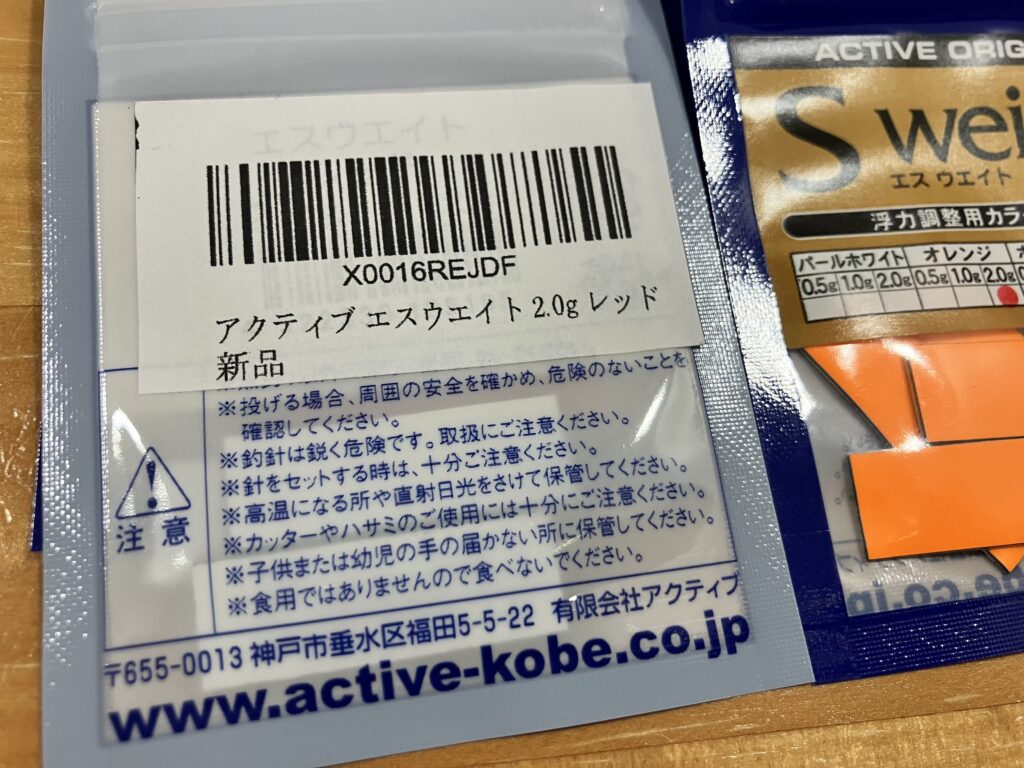 エスウエイト
X0016REJDF
アクティブ エスウエイト 2.0g レッド
新品
※投げる場合、周囲の安全を確かめ、危険のないことを
確認してください。
※釣針は鋭く危険です。取扱にご注意ください。
※針をセットする時は、十分ご注意ください。
※高温になる所や直射日光をさけて保管してください。
※カッターやハサミのご使用には十分にご注意ください。
※子供または幼児の手の届かない所に保管してください。
※食用ではありませんので食べないでください。
注意
〒655-0013 神戸市垂水区福田5-5-22 有限会社アクティブ
www.active-kobe.co.jp
ACTIVE ORIG
S wei
エス ウエイト
浮力調整用カラ
パールホワイト オレンジ
0.5g 1.0g 2.0g 0.5g 1.0g 2.0g